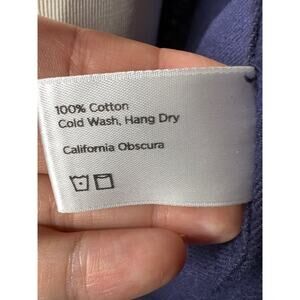 100% Cotton
Cold Wash, Hang Dry
California Obscura